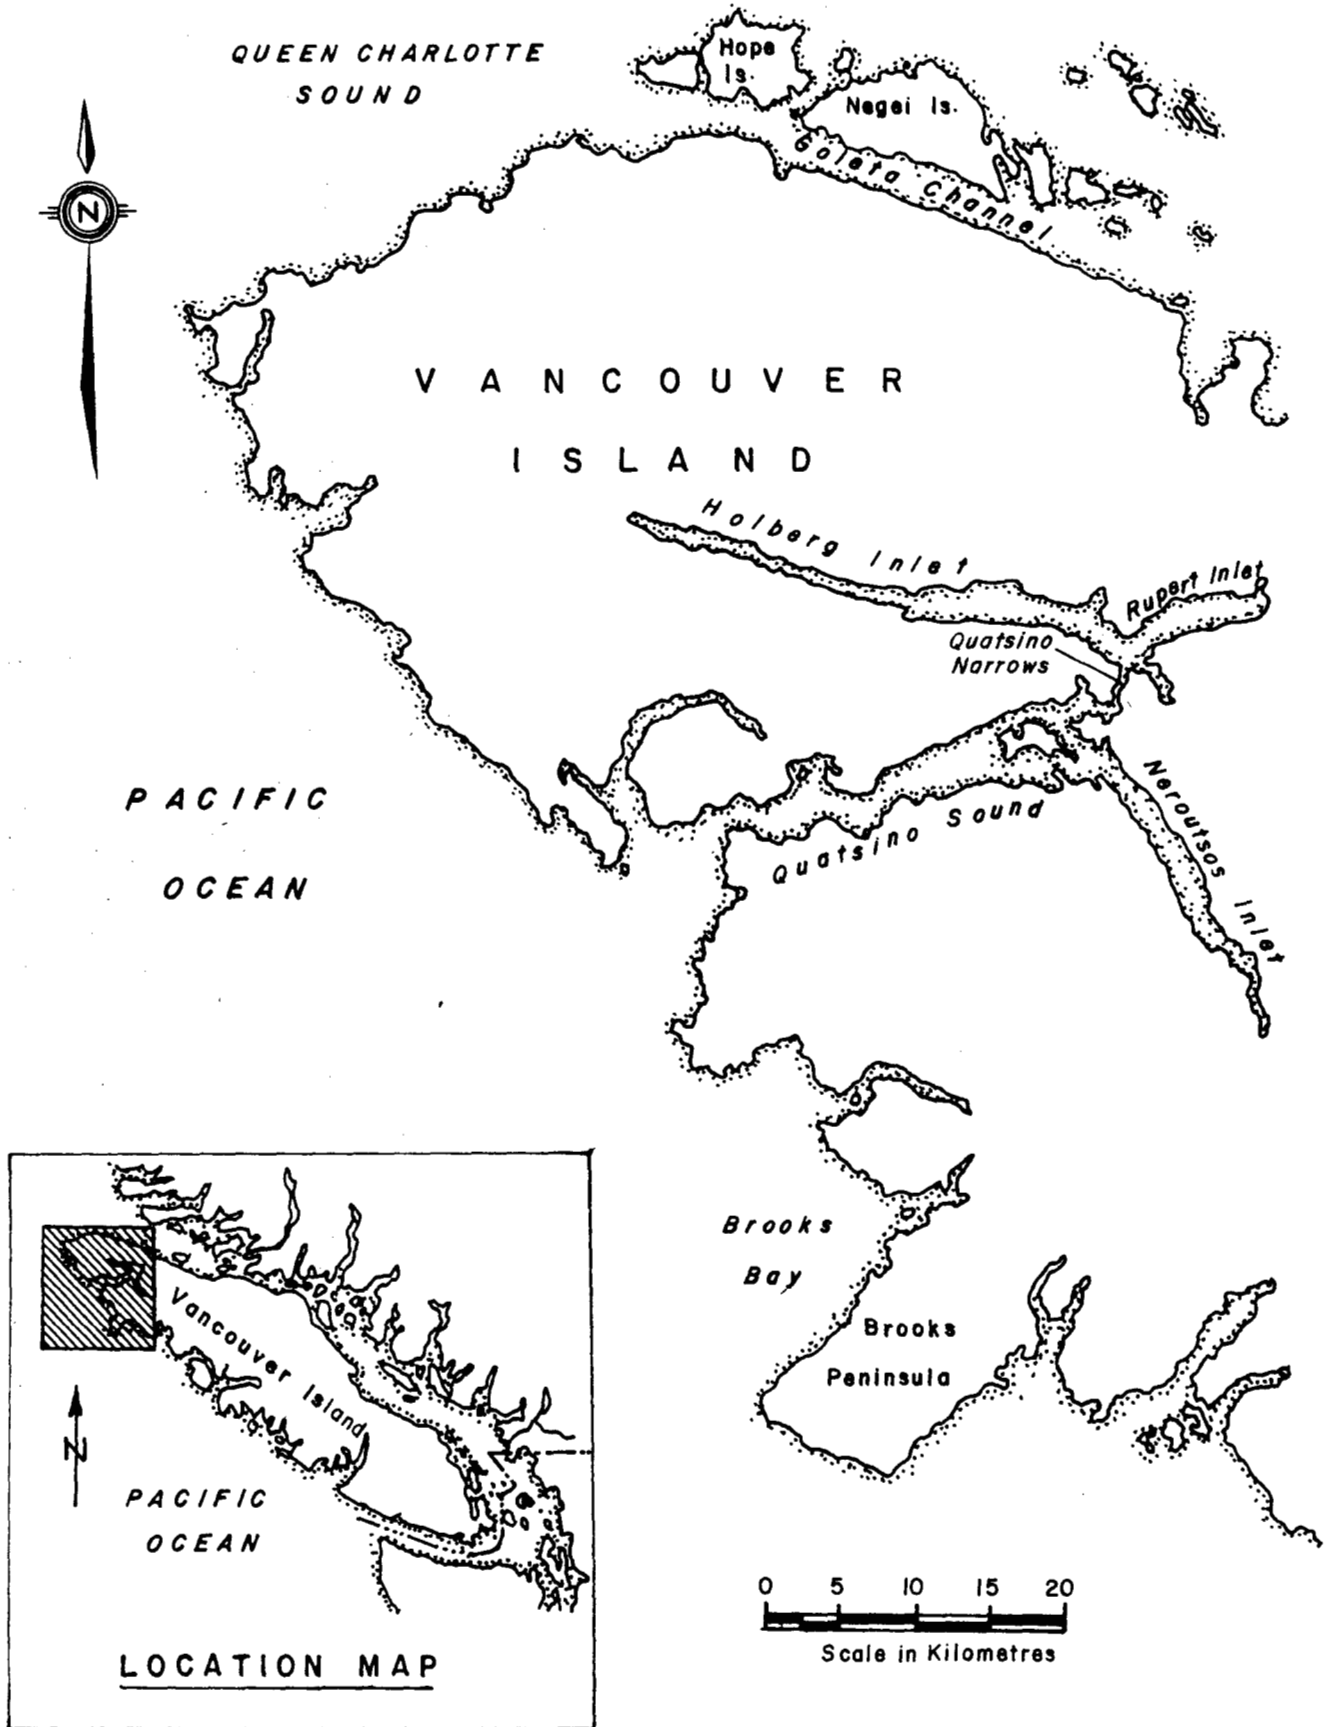 QUEEN CHARLOTTE
SOUND
Hope
Is.
Negei Is.
Goleta Channel
N
VANCOUVER
ISLAND
Holberg Inlet
Rupert Inlet
Quatsino
Narrows
PACIFIC
OCEAN
Quatsino Sound
Neroutsos Inlet
Brooks
Bay
Brooks
Peninsula
Vancouver Island
N
PACIFIC
OCEAN
LOCATION MAP
0 5 10 15 20
Scale in Kilometres